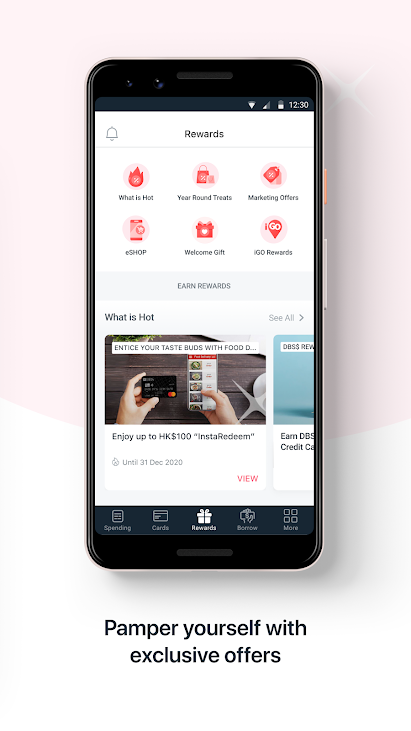 12:30
Rewards
What is Hot
Year Round Treats
Marketing Offers
iGO
eSHOP
Welcome Gift
iGO Rewards
EARN REWARDS
What is Hot
See All
ENTICE YOUR TASTE BUDS WITH FOOD D...
DBS$ REW
Enjoy up to HK$100 "InstaRedeem"
Earn DBS
Credit Ca
Until 31 Dec 2020
VIEW
Spending
Cards
Rewards
Borrow
More
Pamper yourself with
exclusive offers